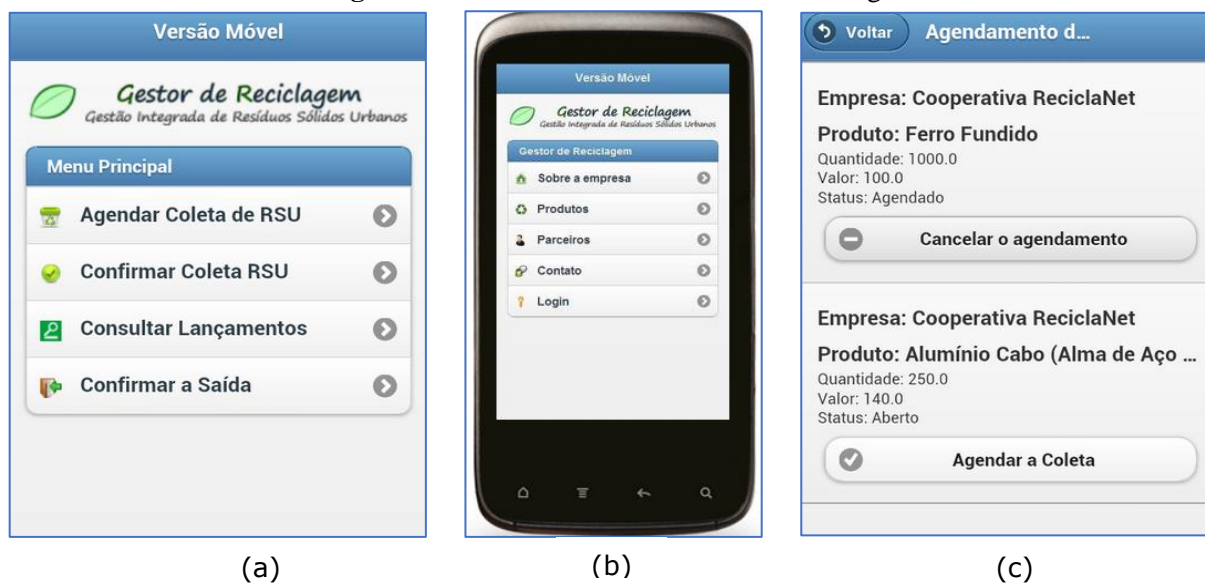 Versão Móvel
Gestor de Reciclagem
Gestão Integrada de Resíduos Sólidos Urbanos
Menu Principal
Agendar Coleta de RSU
Confirmar Coleta RSU
Consultar Lançamentos
Confirmar a Saída
(a)
Versão Móvel
Gestor de Reciclagem
Gestão Integrada de Resíduos Sólidos Urbanos
Gestor de Reciclagem
Sobre a empresa
Produtos
Parceiros
Contato
Login
(b)
Voltar
Agendamento d...
Empresa: Cooperativa ReciclaNet
Produto: Ferro Fundido
Quantidade: 1000.0
Valor: 100.0
Status: Agendado
Cancelar o agendamento
Empresa: Cooperativa ReciclaNet
Produto: Alumínio Cabo (Alma de Aço ...
Quantidade: 250.0
Valor: 140.0
Status: Aberto
Agendar a Coleta
(c)